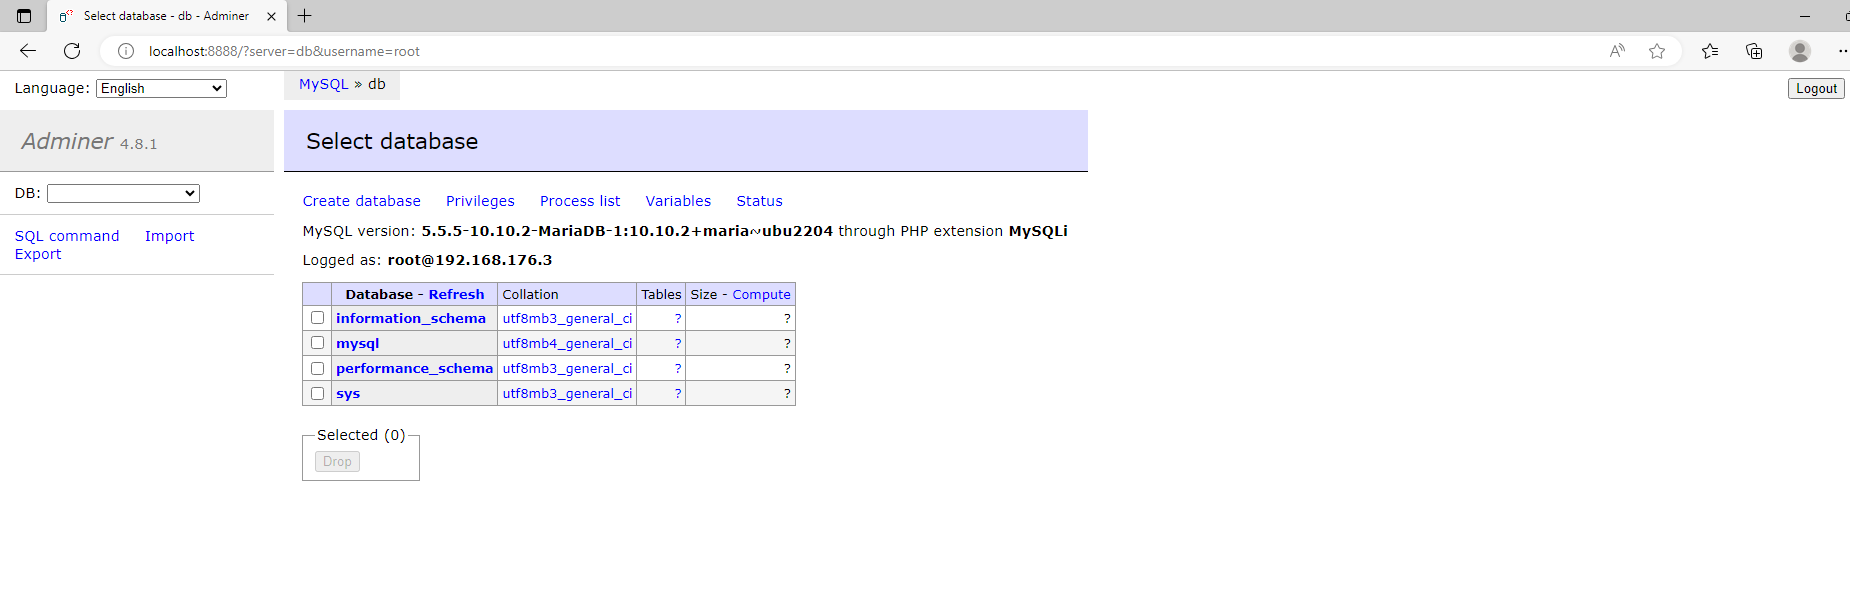 Select database - db - Adminer
localhost:8888/?server=db&username=root
Language: English
MySQL » db
Logout
Adminer 4.8.1
Select database
DB:
SQL command Import
Export
Create database Privileges Process list Variables Status
MySQL version: 5.5.5-10.10.2-MariaDB-1:10.10.2+maria~ubu2204 through PHP extension MySQLi
Logged as: root@192.168.176.3
Database - Refresh Collation Tables Size - Compute
information_schema utf8mb3_general_ci ? ?
mysql utf8mb4_general_ci ? ?
performance_schema utf8mb3_general_ci ? ?
sys utf8mb3_general_ci ? ?
Selected (0)
Drop